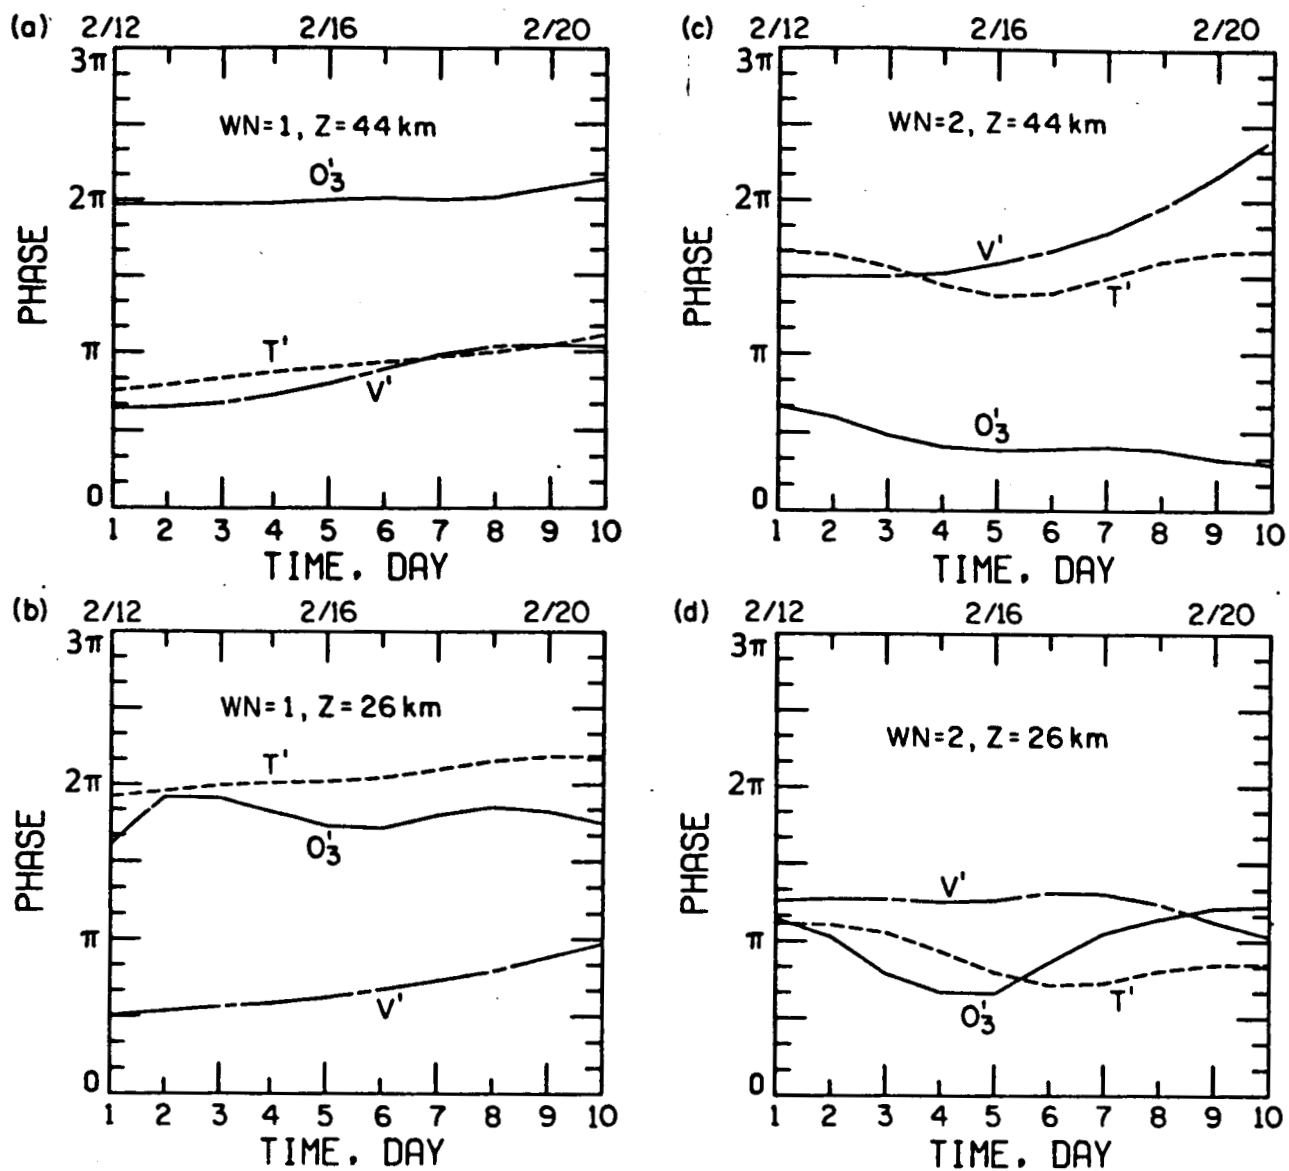 (a) 2/12 2/16 2/20
3π
WN=1, Z=44 km
O'3
2π
PHASE
T'
π
V'
0
1 2 3 4 5 6 7 8 9 10
TIME, DAY
(c) 2/12 2/16 2/20
3π
WN=2, Z=44 km
2π
V'
PHASE
T'
π
O'3
0
1 2 3 4 5 6 7 8 9 10
TIME, DAY
(b) 2/12 2/16 2/20
3π
WN=1, Z=26 km
T'
2π
O'3
PHASE
π
V'
0
1 2 3 4 5 6 7 8 9 10
TIME, DAY
(d) 2/12 2/16 2/20
3π
WN=2, Z=26 km
2π
V'
PHASE
π
T'
O'3
0
1 2 3 4 5 6 7 8 9 10
TIME, DAY